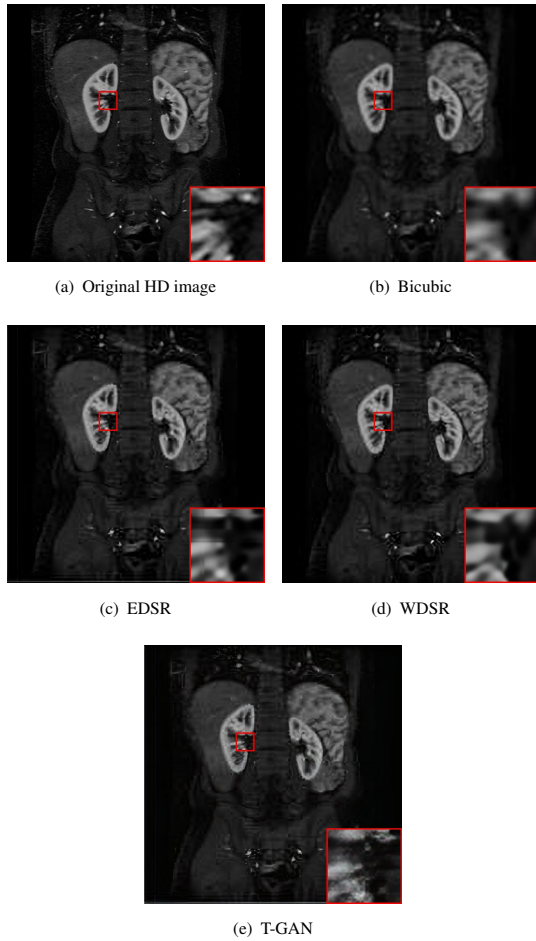 (a) Original HD image
(b) Bicubic
(c) EDSR
(d) WDSR
(e) T-GAN